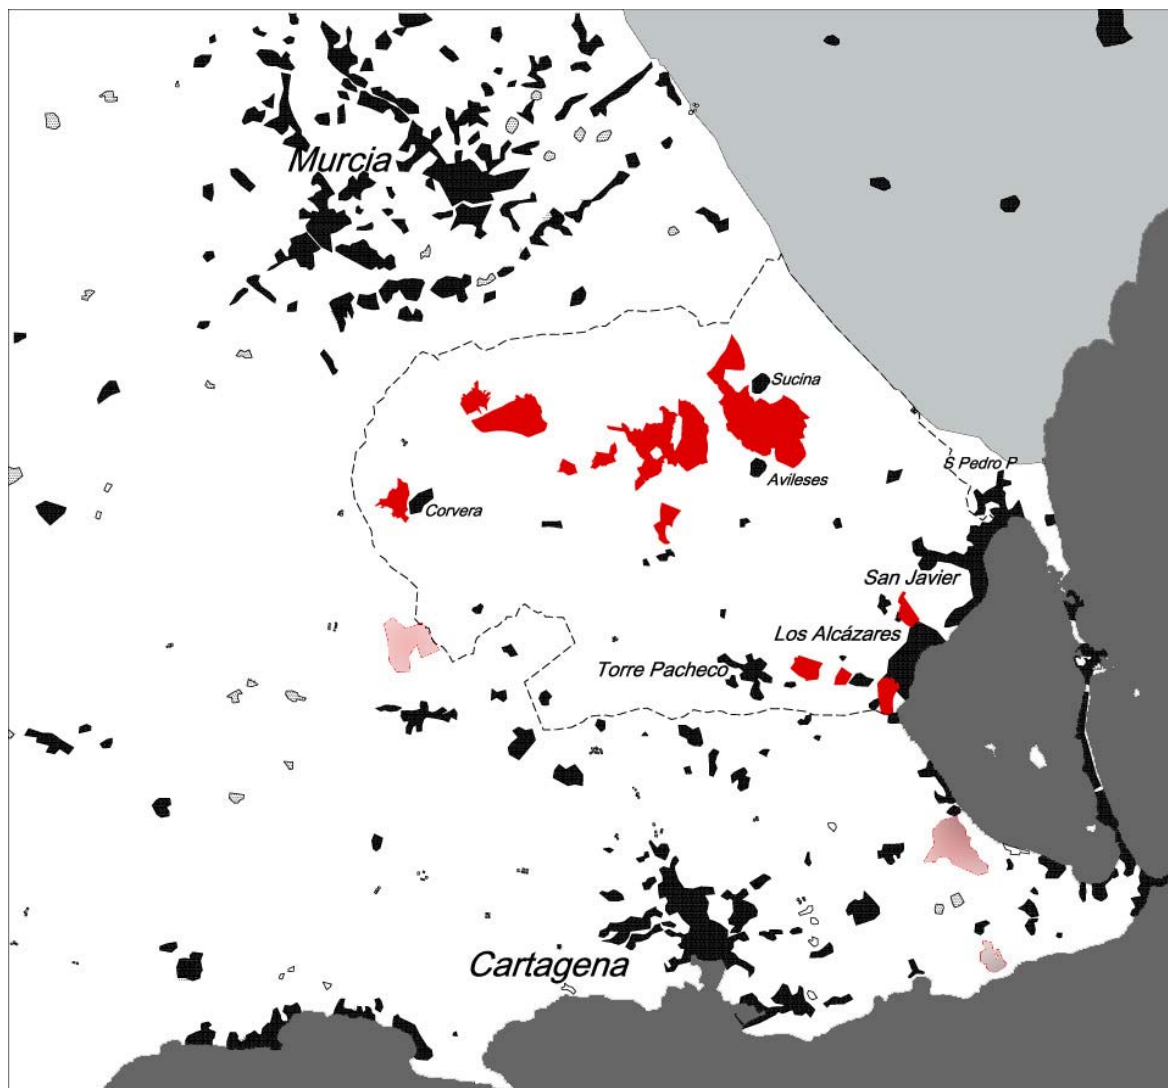 Murcia
Sucina
S Pedro P
Avileses
Corvera
San Javier
Los Alcázares
Torre Pacheco
Cartagena